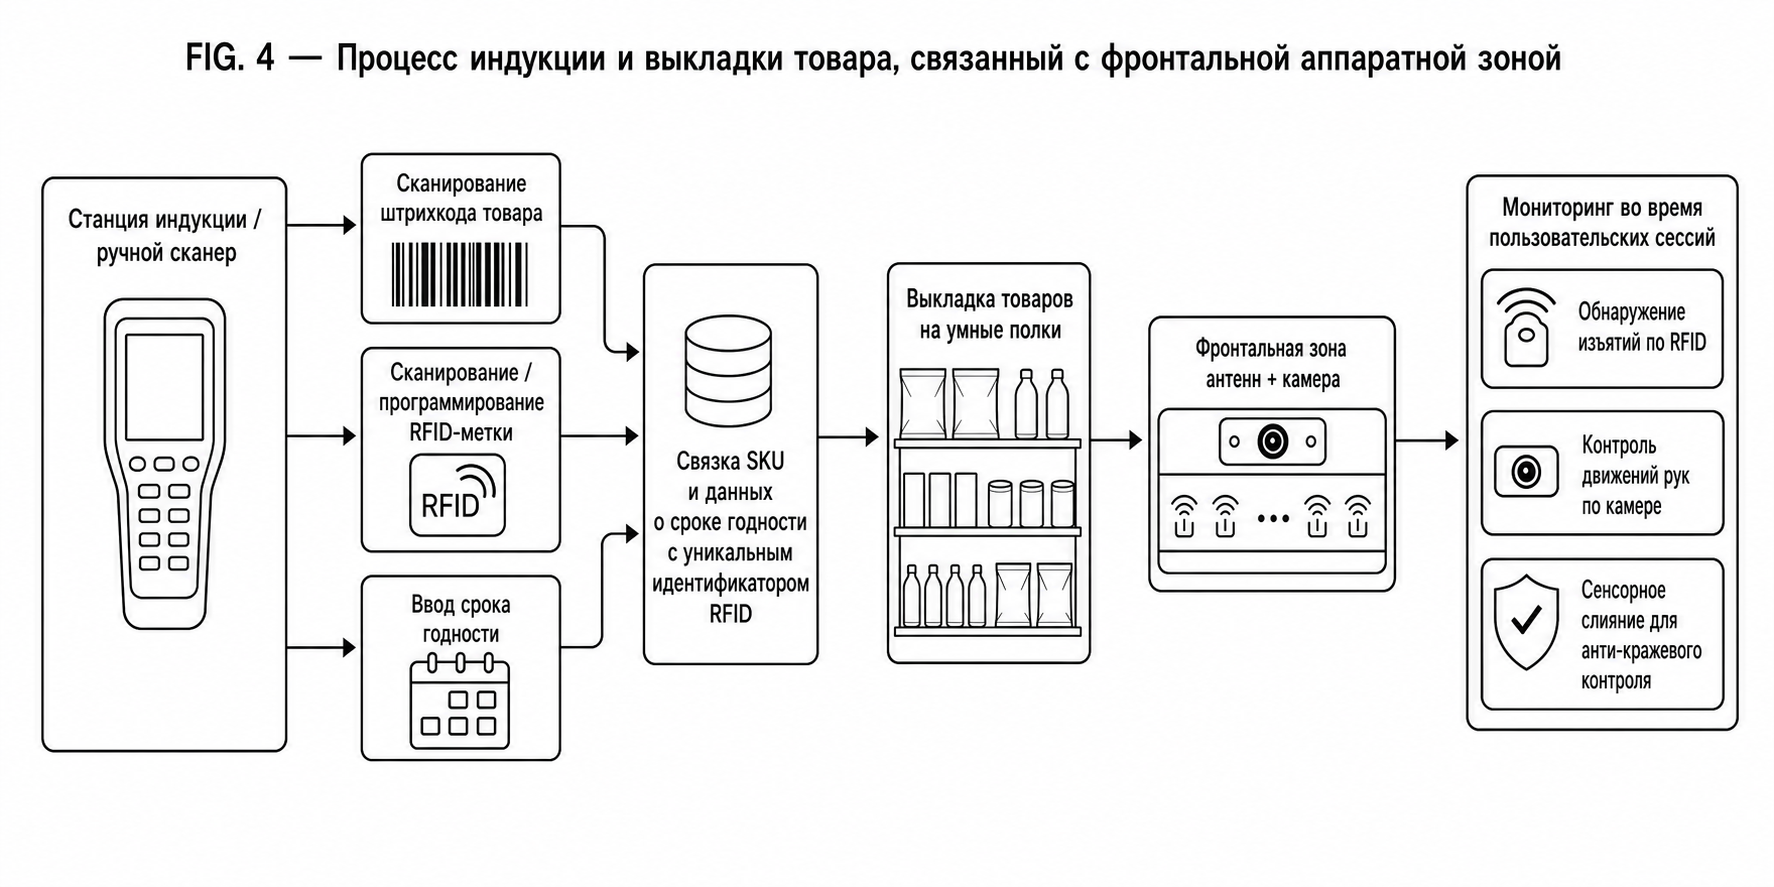 FIG. 4 — Процесс индукции и выкладки товара, связанный с фронтальной аппаратной зоной
Станция индукции /
ручной сканер
Сканирование
штрихкода товара
Сканирование /
программирование
RFID-метки
RFID
Ввод срока
годности
Связка SKU
и данных
о сроке годности
с уникальным
идентификатором
RFID
Выкладка товаров
на умные полки
Фронтальная зона
антенн + камера
Мониторинг во время
пользовательских сессий
Обнаружение
изъятий по RFID
Контроль
движений рук
по камере
Сенсорное
слияние для
анти-кражевого
контроля